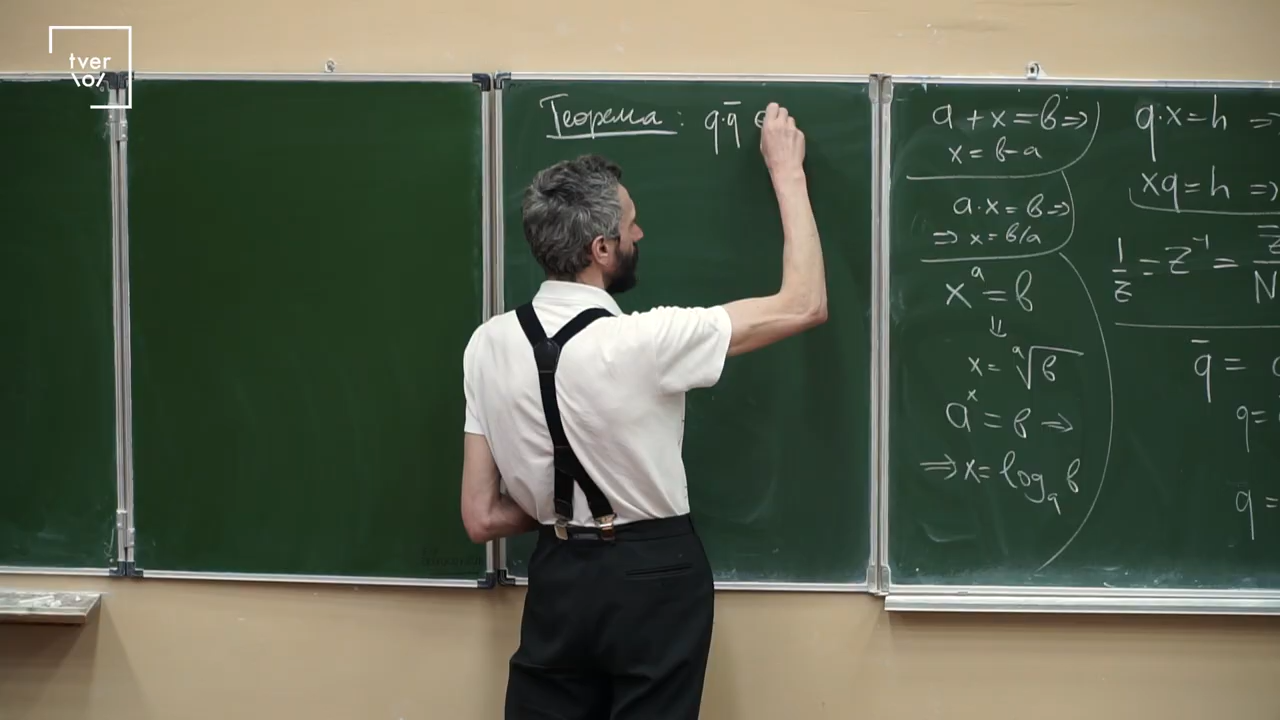 tver
\o/
Теорема: q·q̄ ∈
a + x = b ⇒
x = b-a
a·x = b ⇒
⇒ x = b/a
xᵃ = b
⇓
x = ᵃ√b
aˣ = b ⇒
⇒ x = logₐ b
q·x = h ⇒
xq = h ⇒
1/z = z⁻¹ =
q̄ =
q =
q =